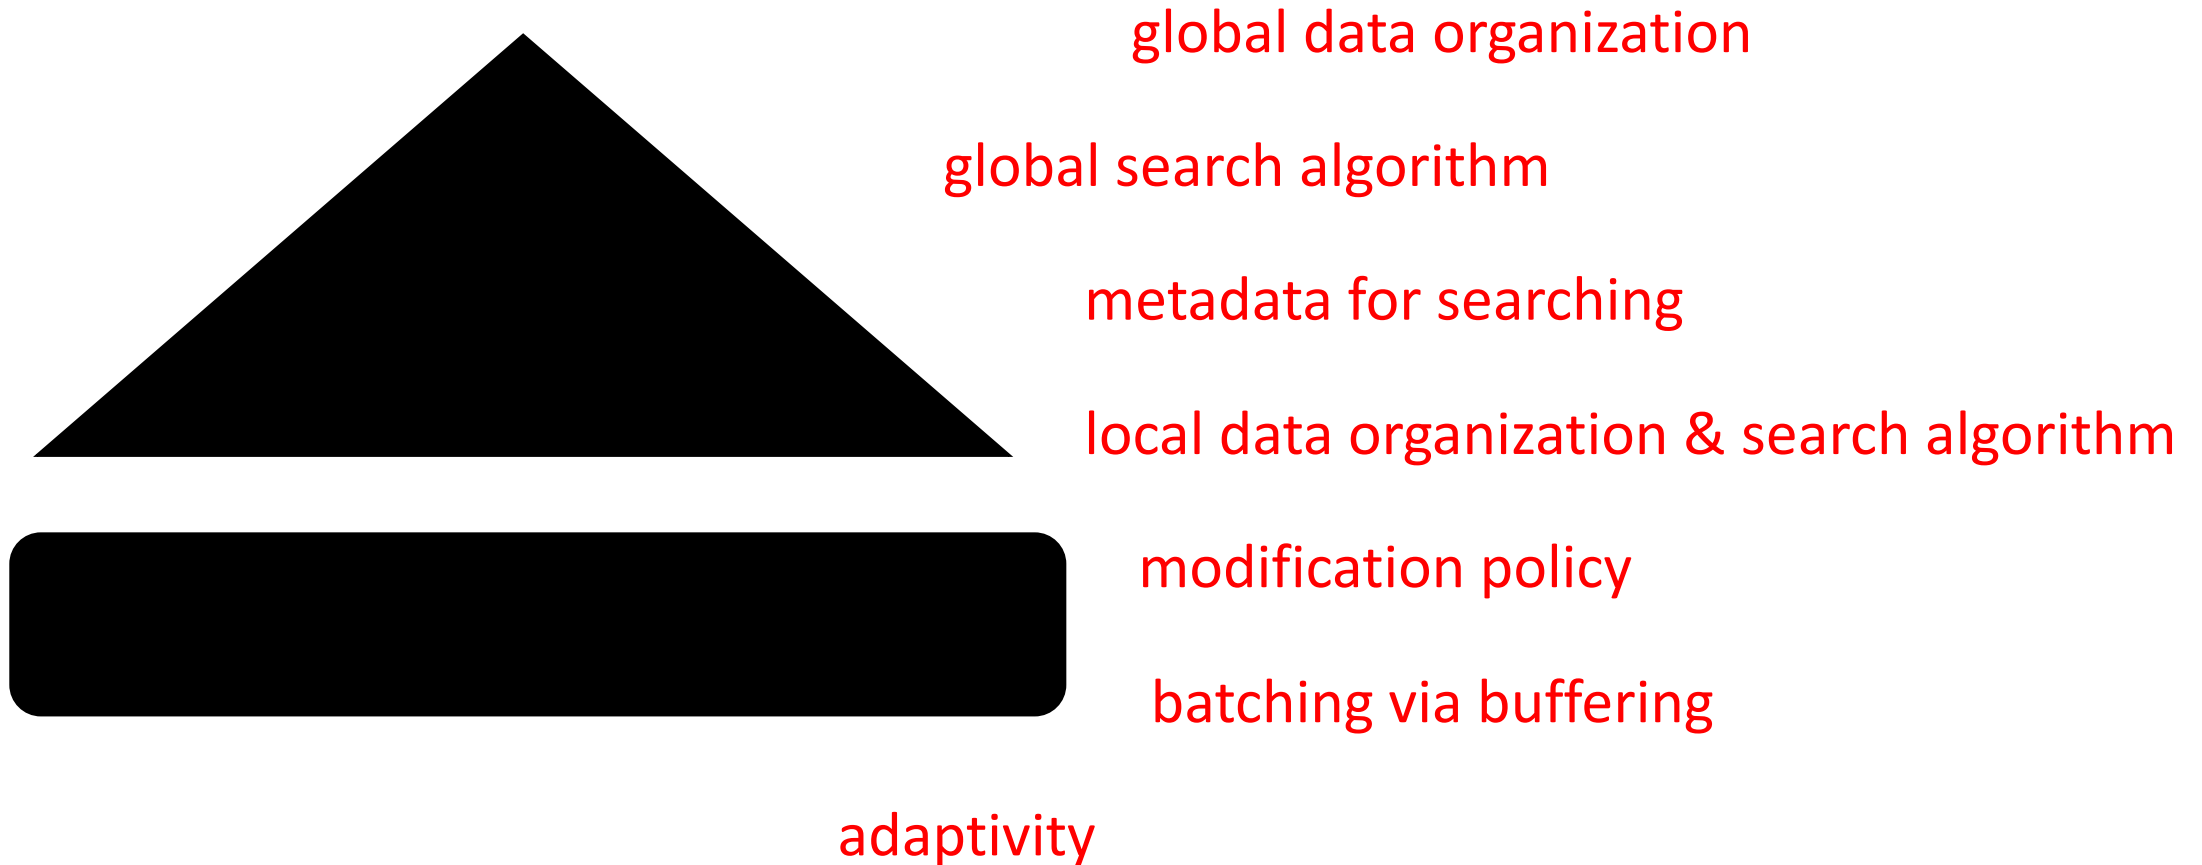 global data organization
global search algorithm
metadata for searching
local data organization & search algorithm
modification policy
batching via buffering
adaptivity